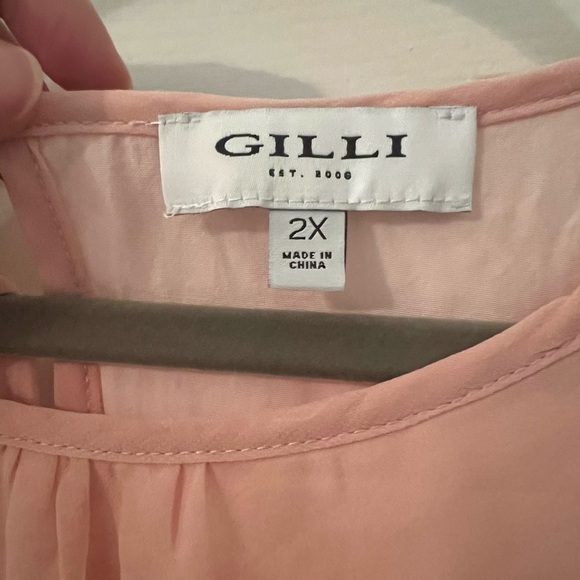 GILLI
EST. 2006
2X
MADE IN
CHINA